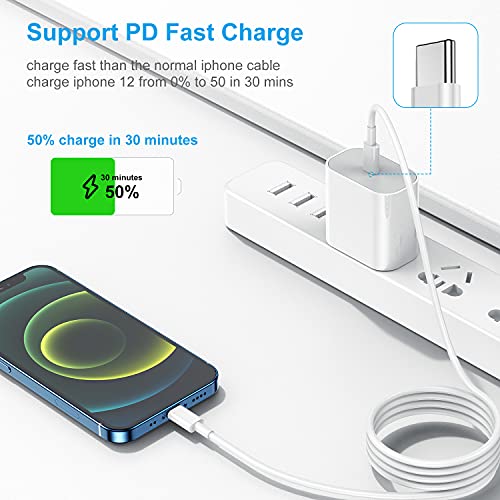 Support PD Fast Charge
charge fast than the normal iphone cable
charge iphone 12 from 0% to 50 in 30 mins
50% charge in 30 minutes
30 minutes
50%